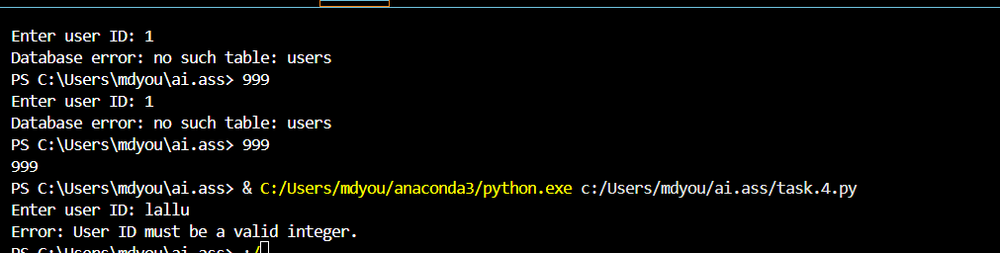 Enter user ID: 1
Database error: no such table: users
PS C:\Users\mdyou\ai.ass> 999
Enter user ID: 1
Database error: no such table: users
PS C:\Users\mdyou\ai.ass> 999
999
PS C:\Users\mdyou\ai.ass> & C:/Users/mdyou/anaconda3/python.exe c:/Users/mdyou/ai.ass/task.4.py
Enter user ID: lallu
Error: User ID must be a valid integer.
PS C:\Users\mdyou\ai.ass>